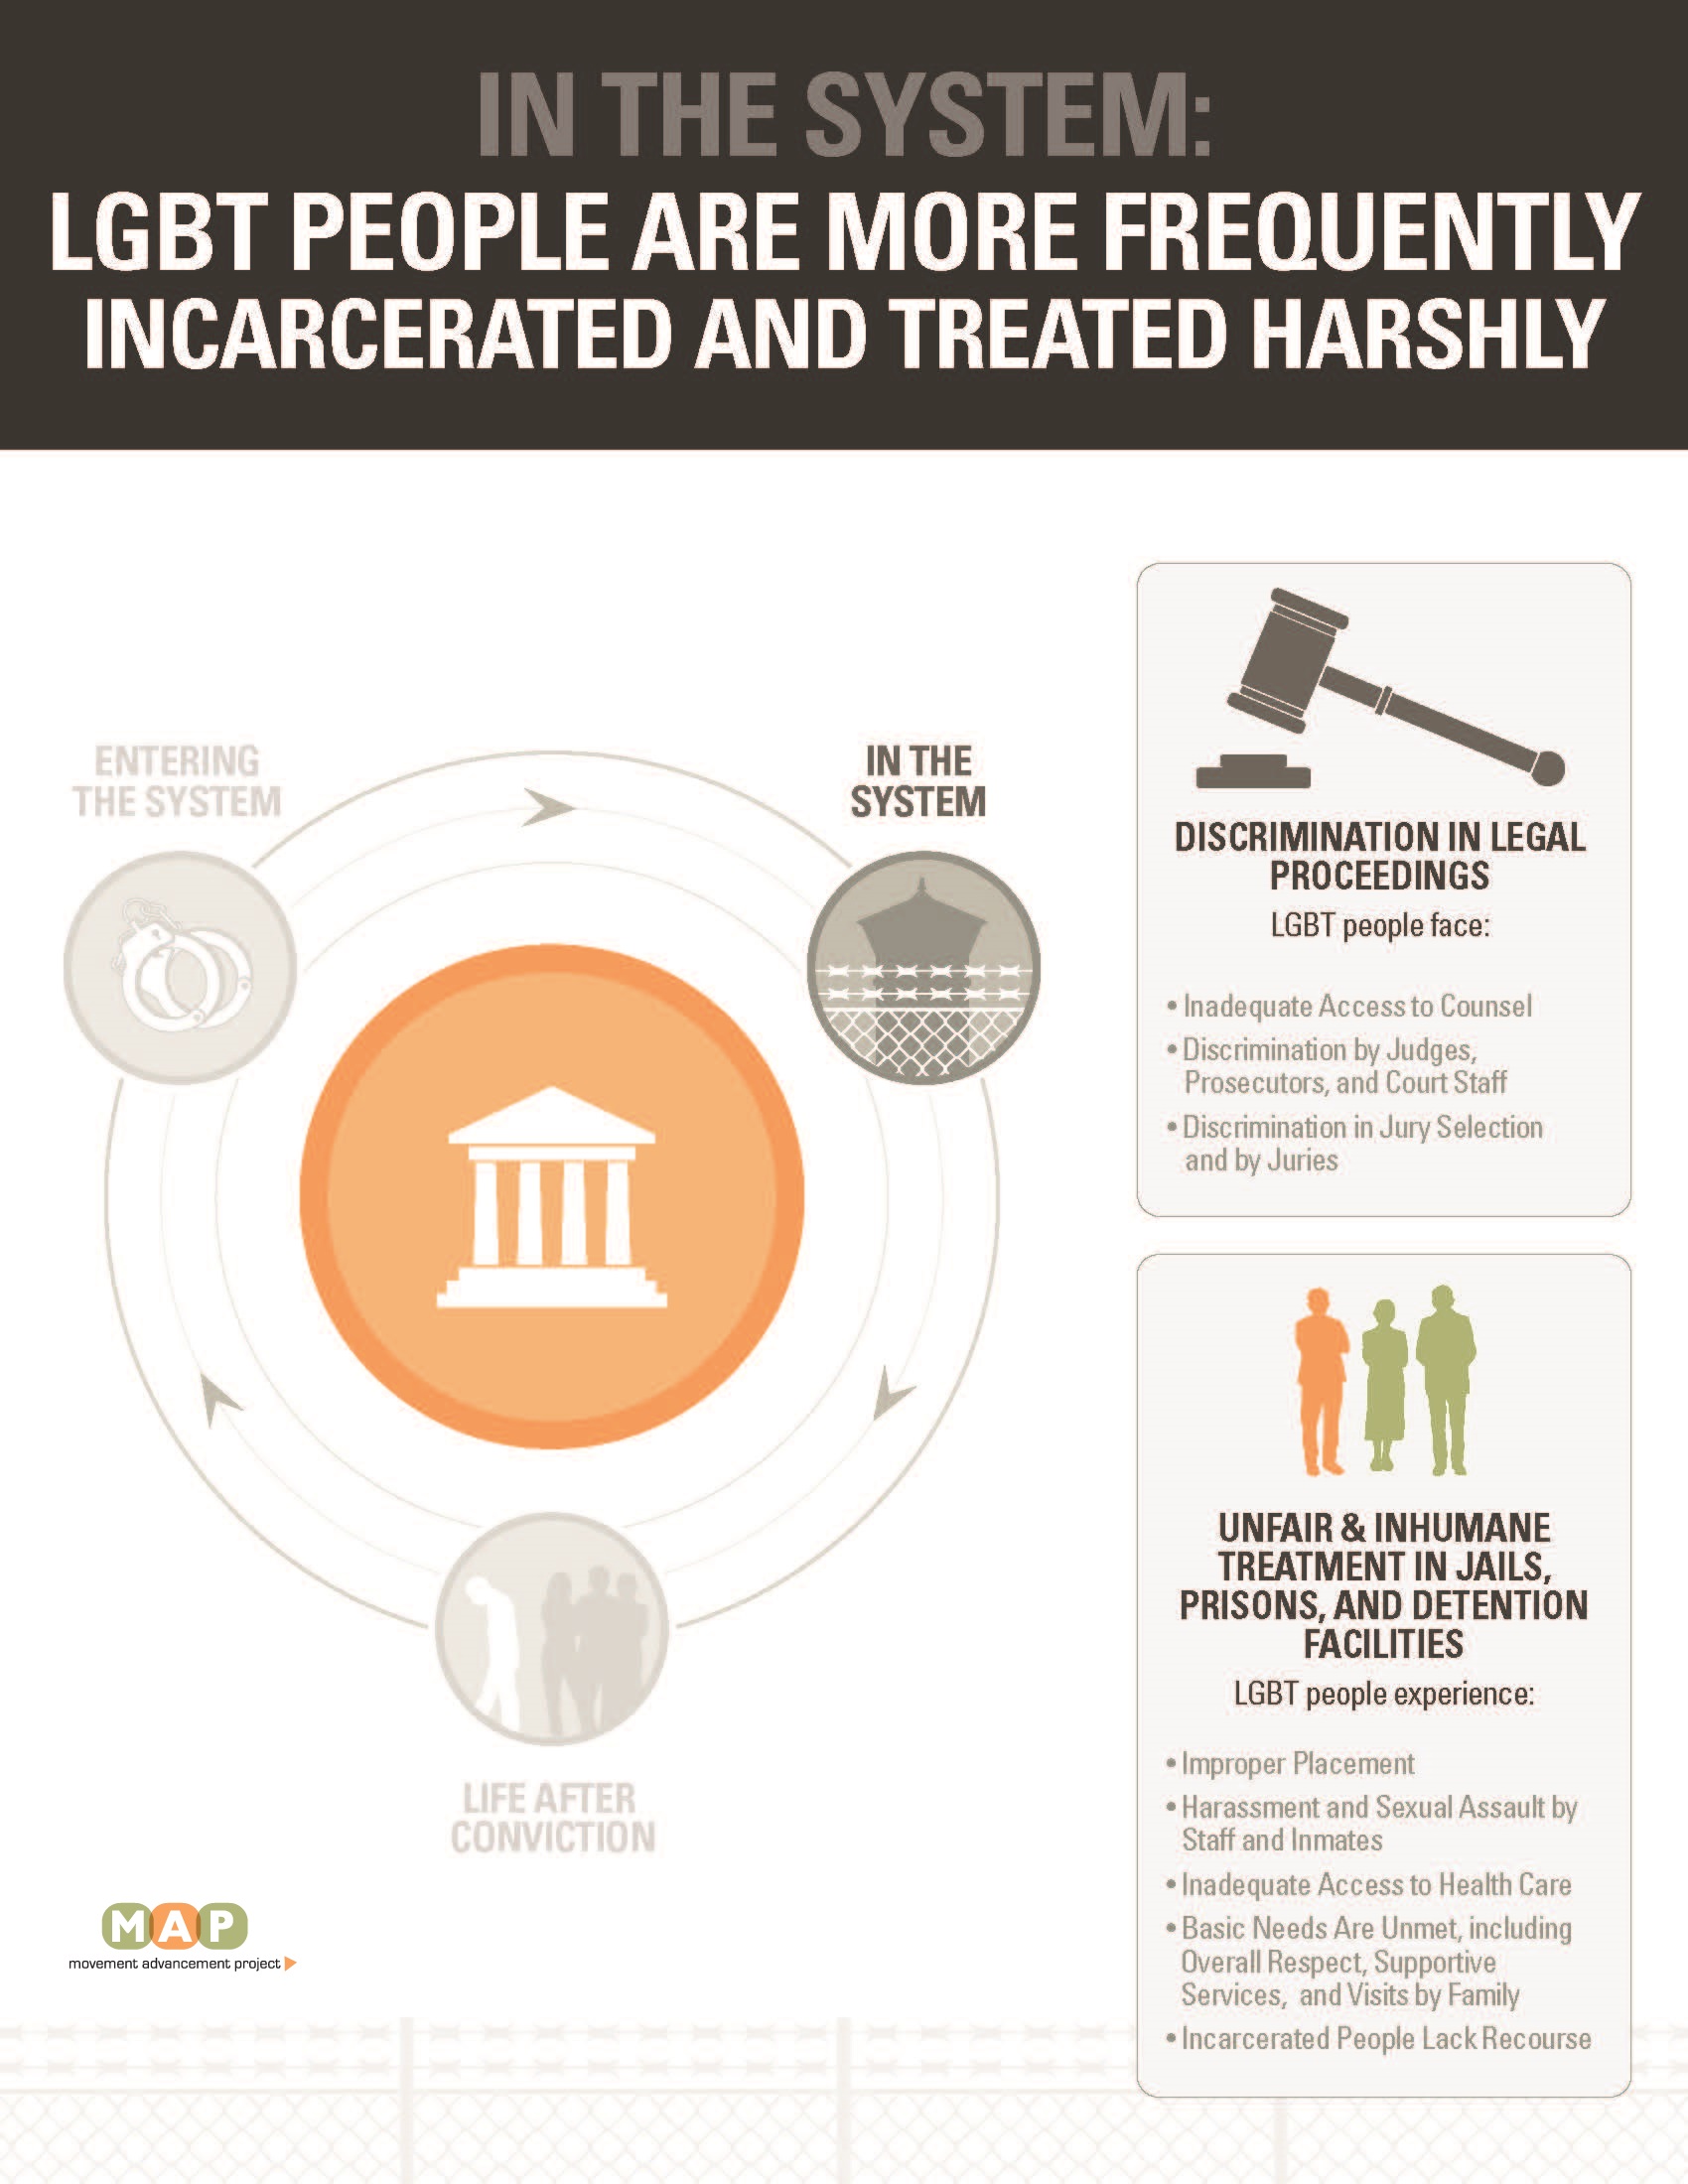 IN THE SYSTEM:
LGBT PEOPLE ARE MORE FREQUENTLY
INCARCERATED AND TREATED HARSHLY
ENTERING
THE SYSTEM
IN THE
SYSTEM
LIFE AFTER
CONVICTION
DISCRIMINATION IN LEGAL
PROCEEDINGS
LGBT people face:
• Inadequate Access to Counsel
• Discrimination by Judges,
Prosecutors, and Court Staff
• Discrimination in Jury Selection
and by Juries
UNFAIR & INHUMANE
TREATMENT IN JAILS,
PRISONS, AND DETENTION
FACILITIES
LGBT people experience:
• Improper Placement
• Harassment and Sexual Assault by
Staff and Inmates
• Inadequate Access to Health Care
• Basic Needs Are Unmet, including
Overall Respect, Supportive
Services, and Visits by Family
• Incarcerated People Lack Recourse
MAP
movement advancement project